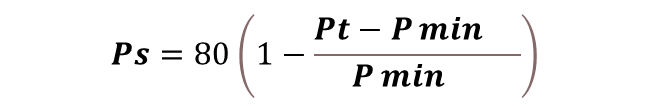 Ps = 80 (1 − (Pt − P min) / (P min))